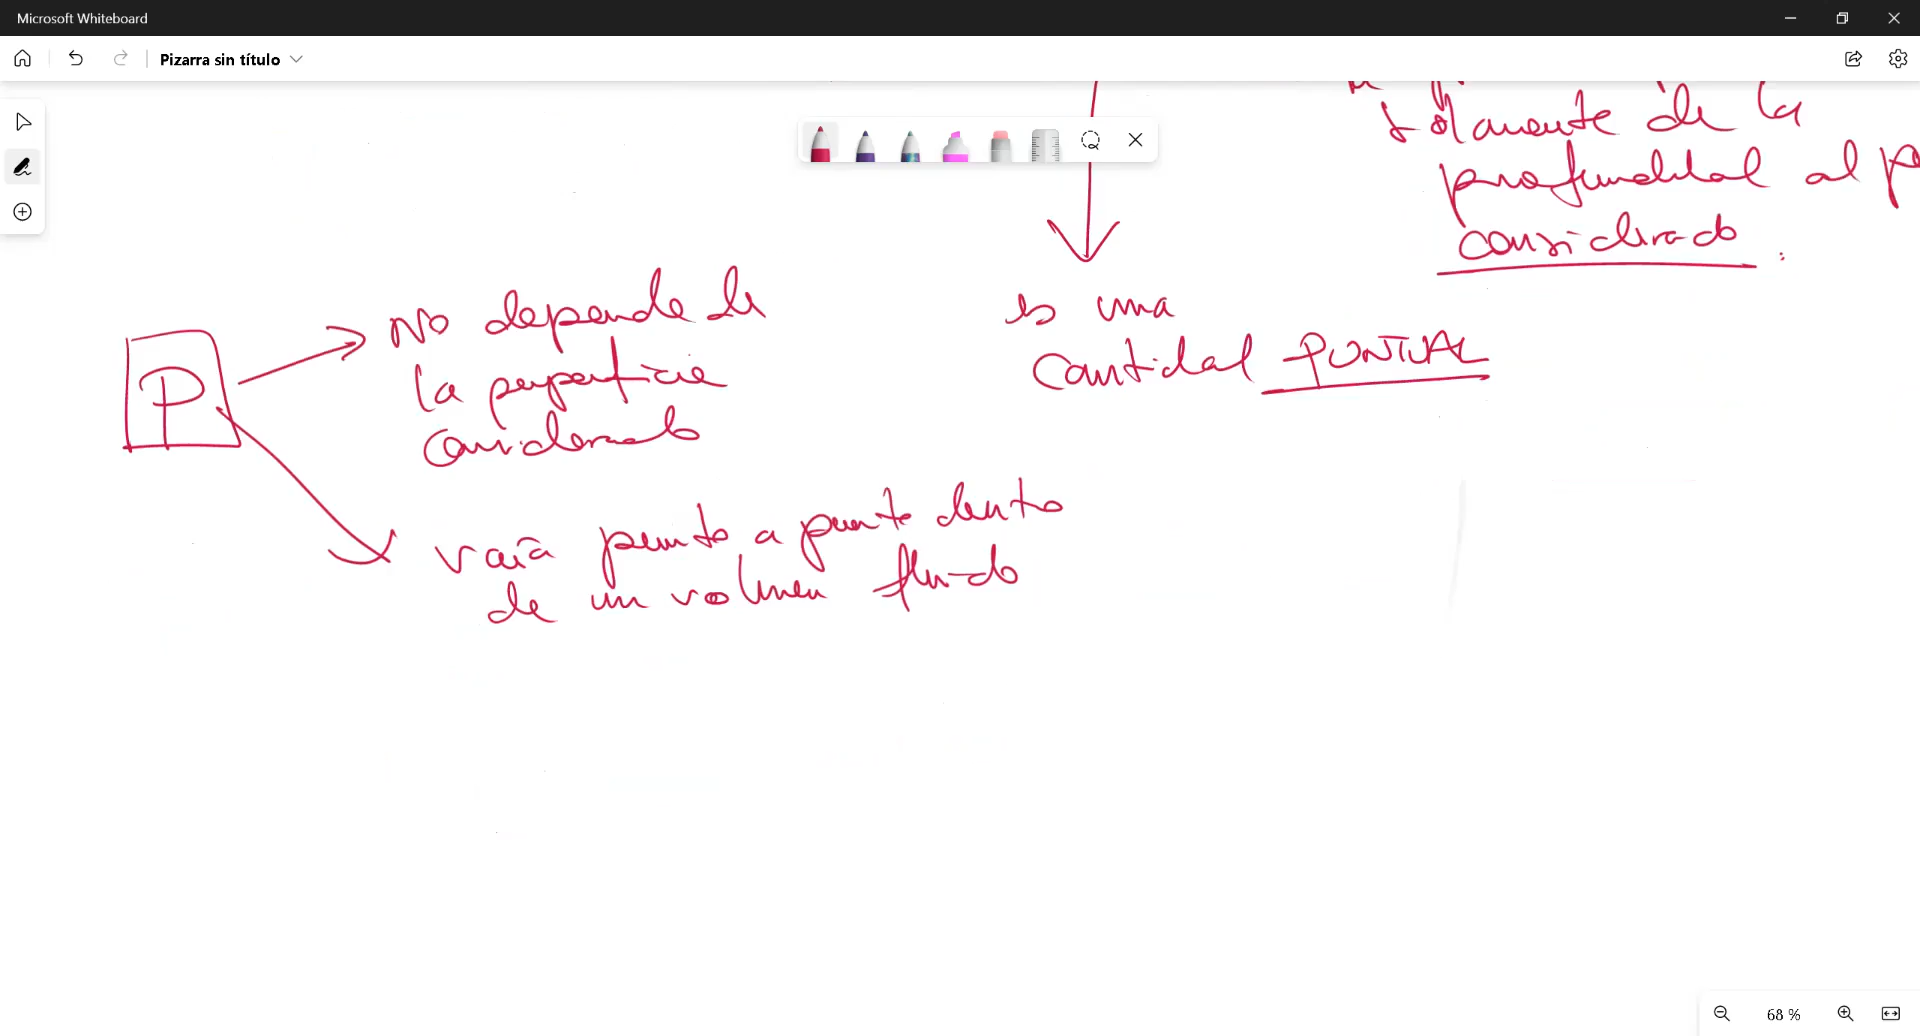 Microsoft Whiteboard
Pizarra sin título
solamente de la
profundidad al p
considerado.
P
No depende de
la superficie
considerada
es una
cantidad PUNTUAL
varía punto a punto dentro
de un volumen fluido
68 %